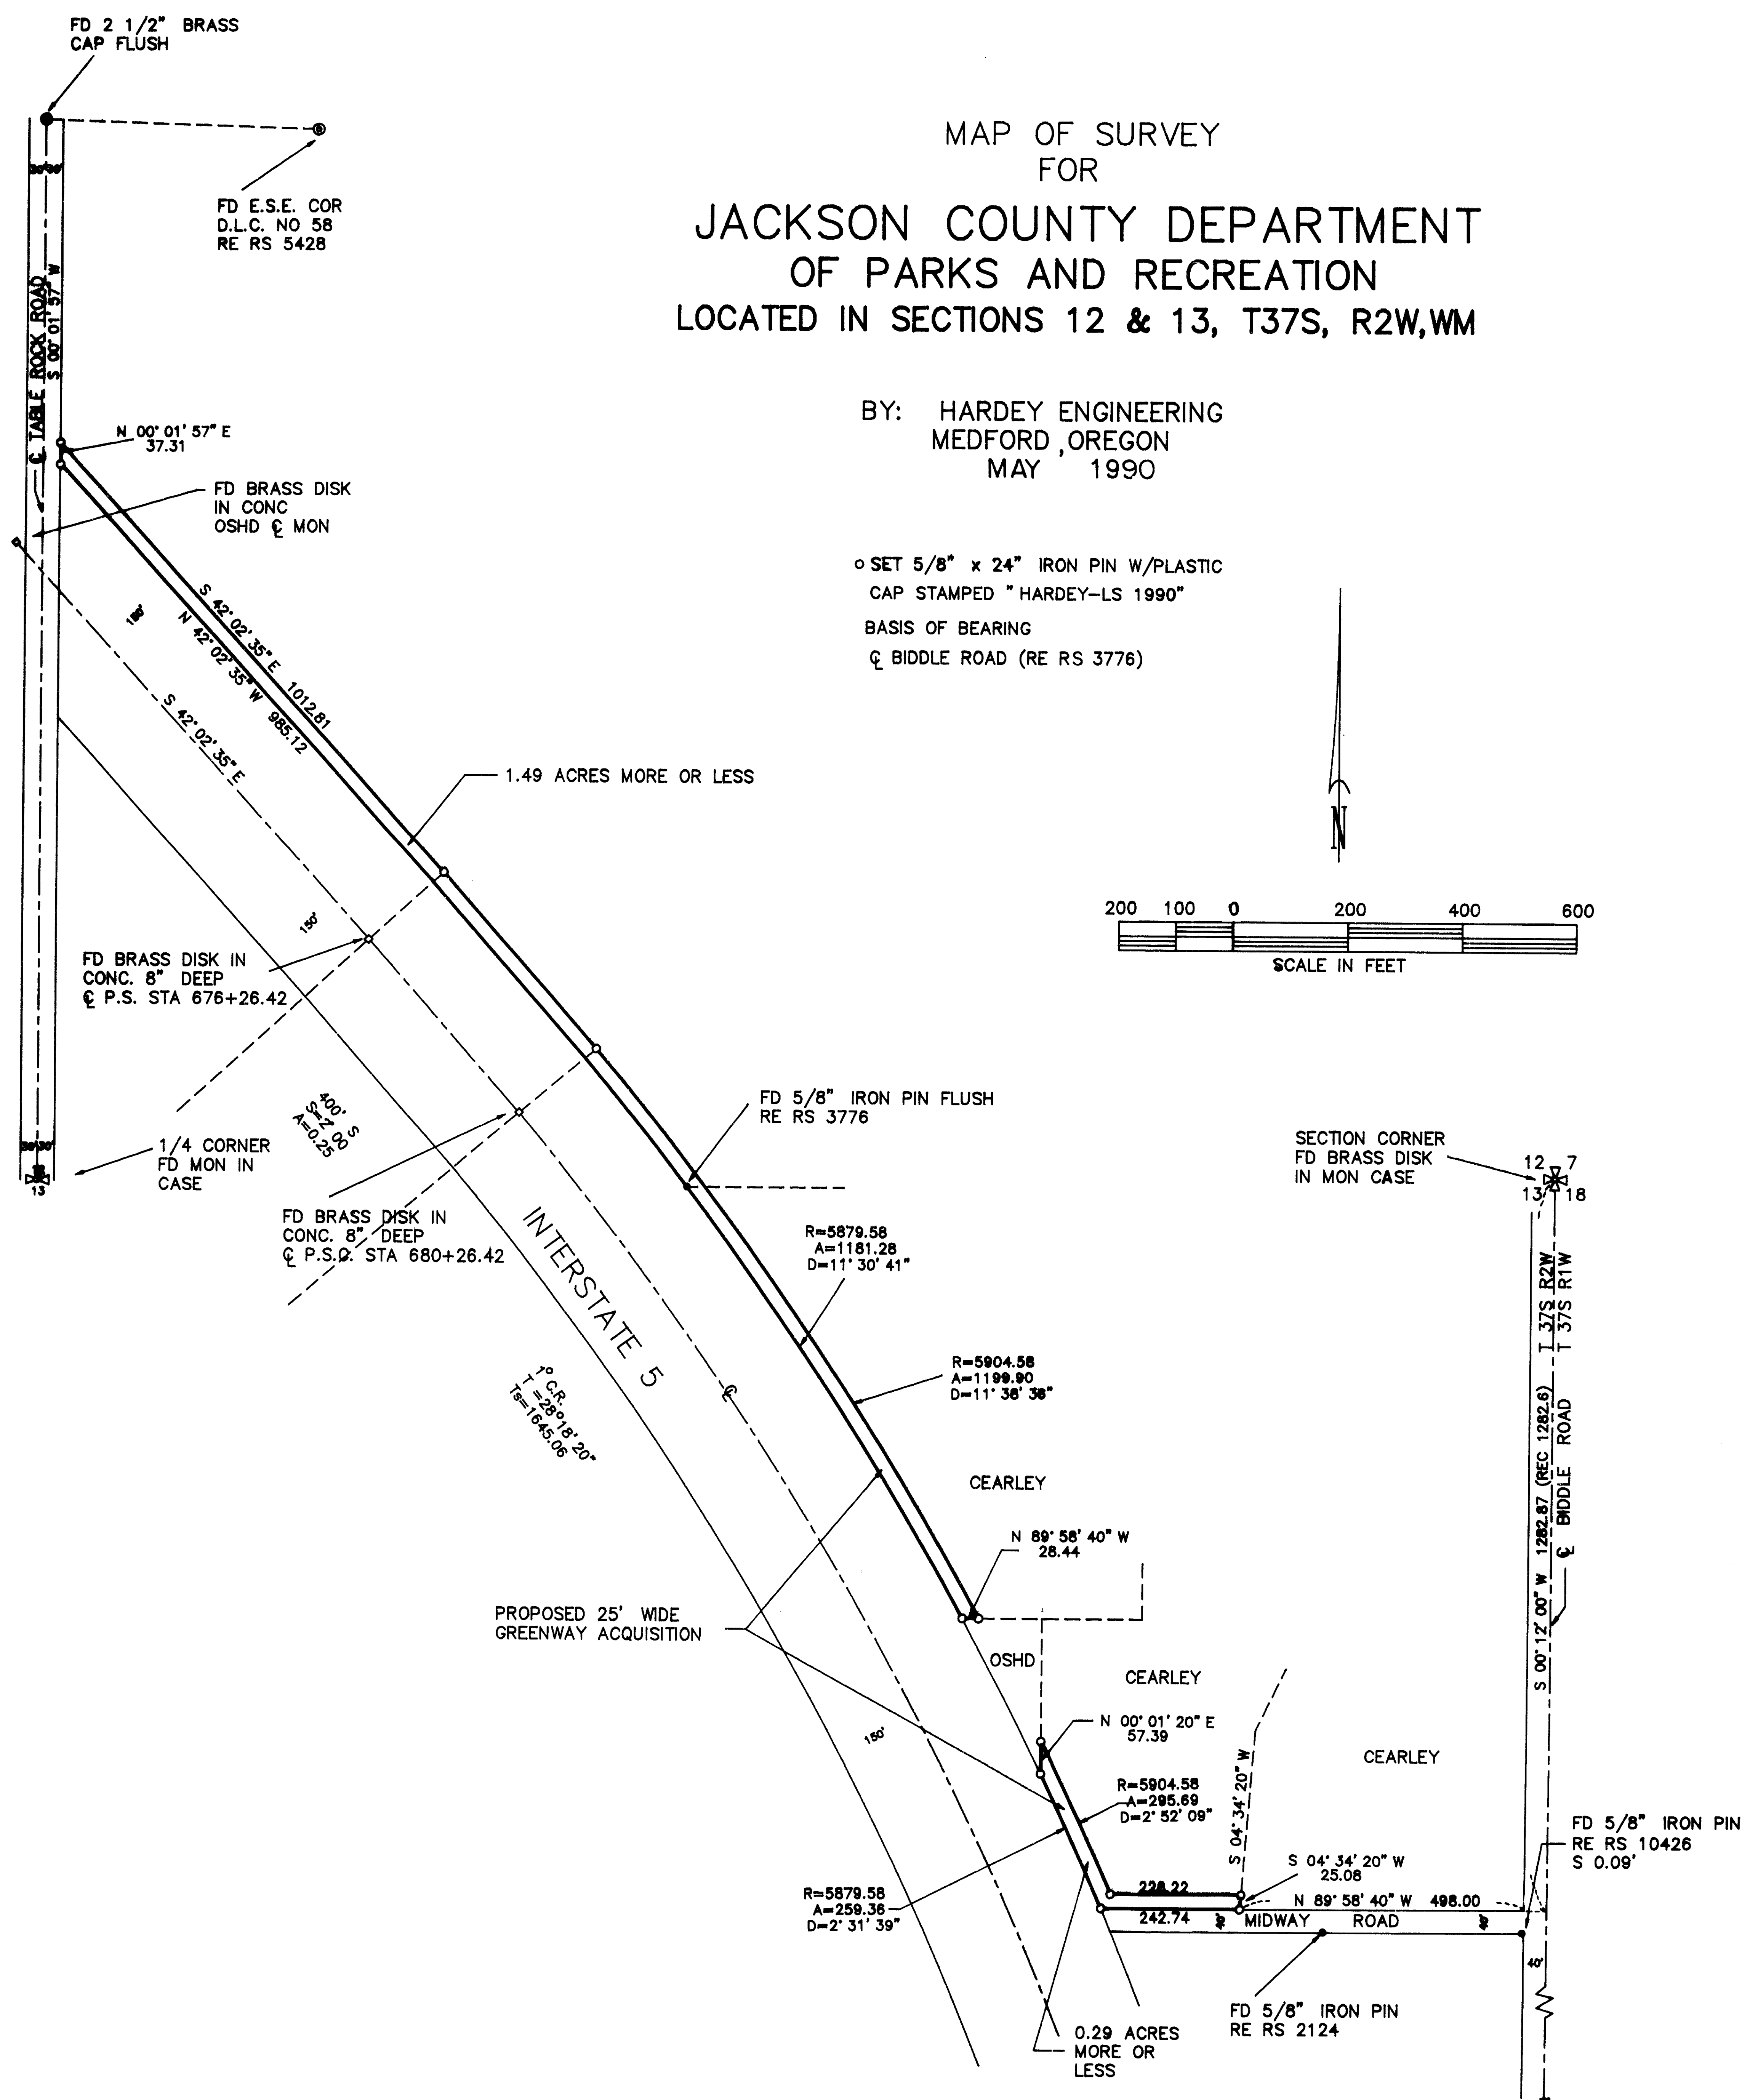 FD 2 1/2" BRASS
CAP FLUSH
MAP OF SURVEY
FOR
JACKSON COUNTY DEPARTMENT
OF PARKS AND RECREATION
LOCATED IN SECTIONS 12 & 13, T37S, R2W,WM
BY: HARDEY ENGINEERING
MEDFORD ,OREGON
MAY 1990
30' 30'
FD E.S.E. COR
D.L.C. NO 58
RE RS 5428
℄ TABLE ROCK ROAD
S 00° 01' 57" W
N 00° 01' 57" E
37.31
FD BRASS DISK
IN CONC
OSHD ℄ MON
SET 5/8" x 24" IRON PIN W/PLASTIC
CAP STAMPED " HARDEY-LS 1990"
BASIS OF BEARING
℄ BIDDLE ROAD (RE RS 3776)
N
S 42° 02' 35" E 1012.81
N 42° 02' 35" W 985.12
S 42° 02' 35" E
1.49 ACRES MORE OR LESS
200 100 0 200 400 600
SCALE IN FEET
150'
FD BRASS DISK IN
CONC. 8" DEEP
℄ P.S. STA 676+26.42
400' S
S=2° 00
A=0.25
FD 5/8" IRON PIN FLUSH
RE RS 3776
30' 30'
13
1/4 CORNER
FD MON IN
CASE
SECTION CORNER
FD BRASS DISK
IN MON CASE
12 7
13 18
FD BRASS DISK IN
CONC. 8" DEEP
℄ P.S.C. STA 680+26.42
INTERSTATE 5
R=5879.58
A=1181.28
D=11° 30' 41"
T 37S R2W
T 37S R1W
1° C.R.
T =28° 18' 20"
Ts=1645.06
℄
R=5904.58
A=1199.90
D=11° 38' 38"
S 00° 12' 00" W 1282.87 (REC 1282.6)
℄ BIDDLE ROAD
CEARLEY
N 89° 58' 40" W
28.44
PROPOSED 25' WIDE
GREENWAY ACQUISITION
OSHD
CEARLEY
150'
N 00° 01' 20" E
57.39
CEARLEY
R=5904.58
A=295.69
D=2° 52' 09"
S 04° 34' 20" W
FD 5/8" IRON PIN
RE RS 10426
S 0.09'
S 04° 34' 20" W
25.08
R=5879.58
A=259.36
D=2° 31' 39"
228.22
N 89° 58' 40" W 498.00
242.74
40'
MIDWAY ROAD
40'
40'
FD 5/8" IRON PIN
RE RS 2124
0.29 ACRES
MORE OR
LESS